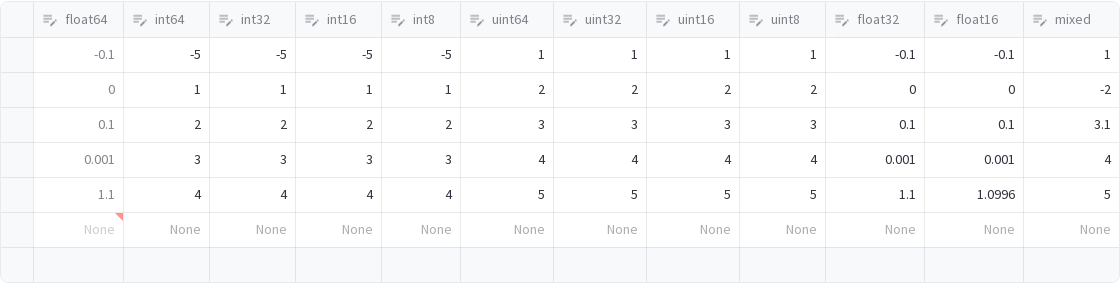 float64 int64 int32 int16 int8 uint64 uint32 uint16 uint8 float32 float16 mixed
-0.1 -5 -5 -5 -5 1 1 1 1 -0.1 -0.1 1
0 1 1 1 1 2 2 2 2 0 0 -2
0.1 2 2 2 2 3 3 3 3 0.1 0.1 3.1
0.001 3 3 3 3 4 4 4 4 0.001 0.001 4
1.1 4 4 4 4 5 5 5 5 1.1 1.0996 5
None None None None None None None None None None None None